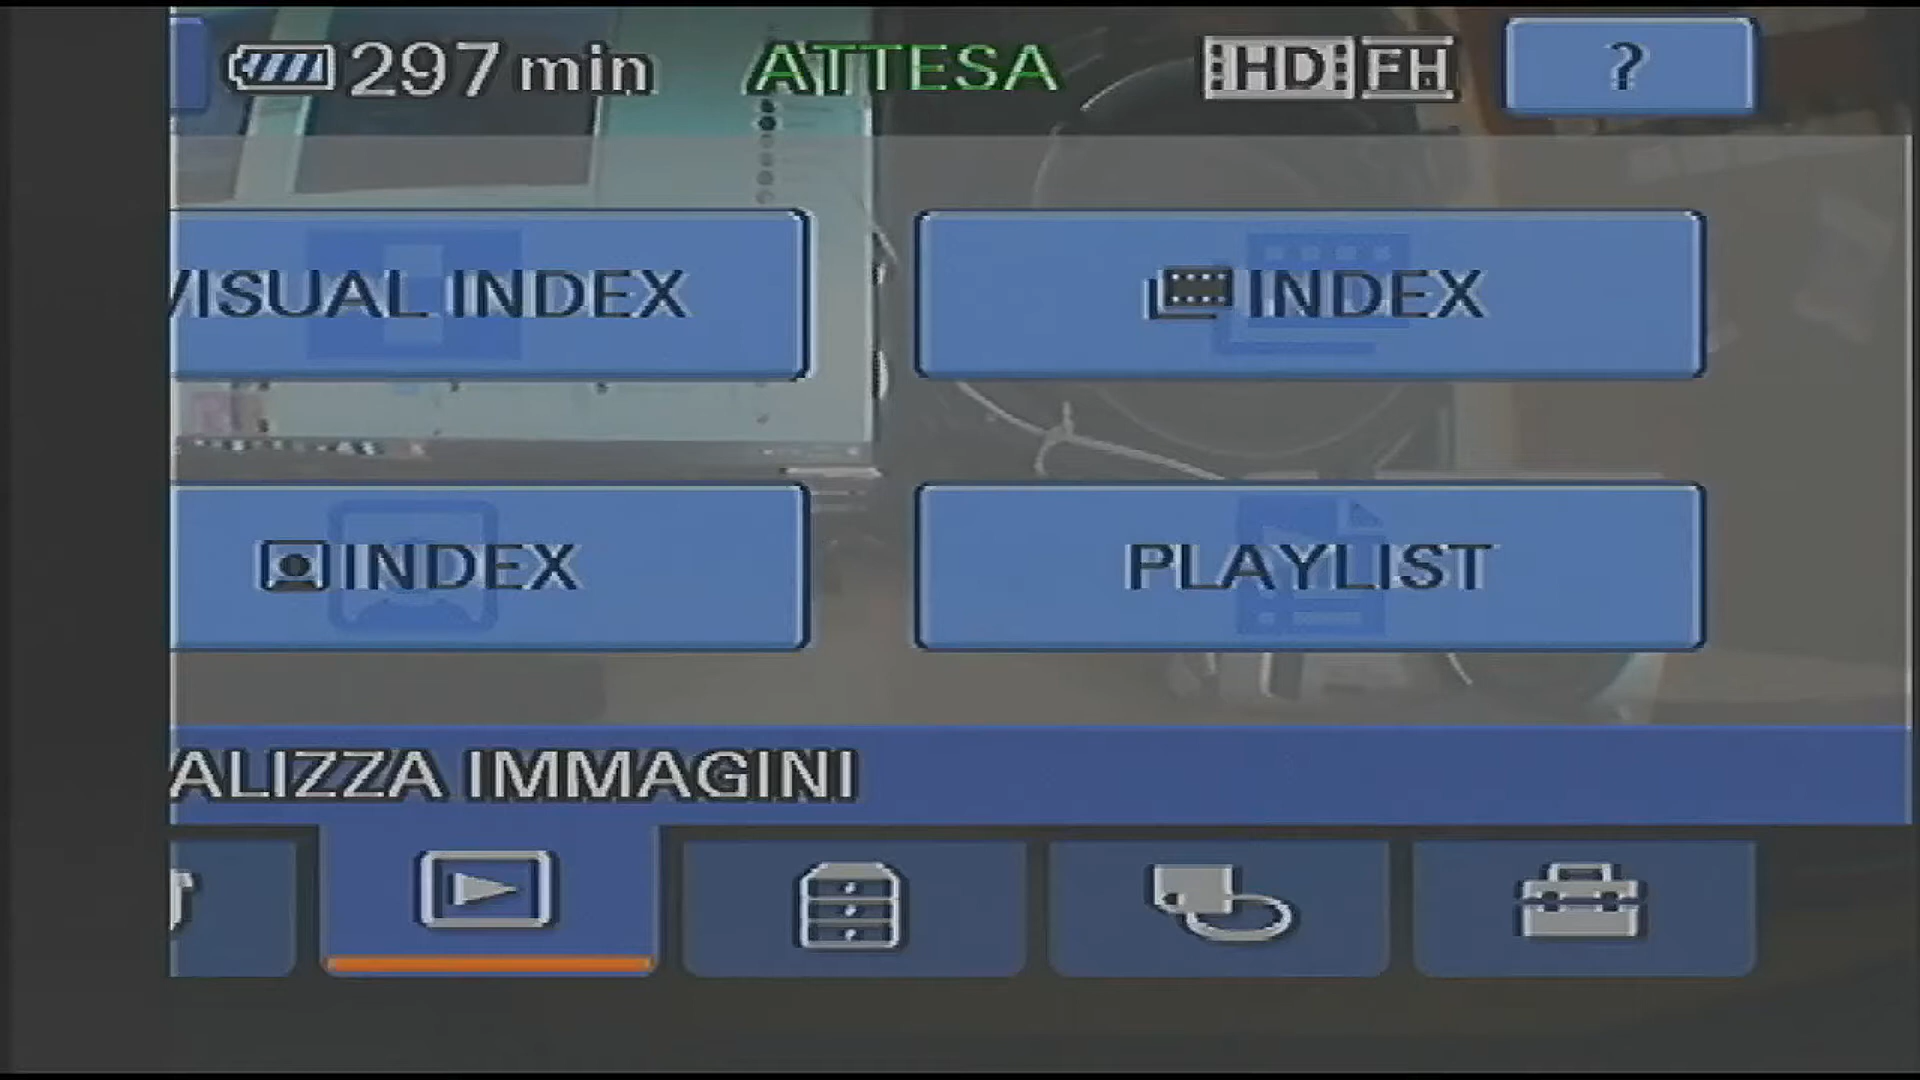 297 min ATTESA HD FH ?
VISUAL INDEX INDEX
INDEX PLAYLIST
ALIZZA IMMAGINI